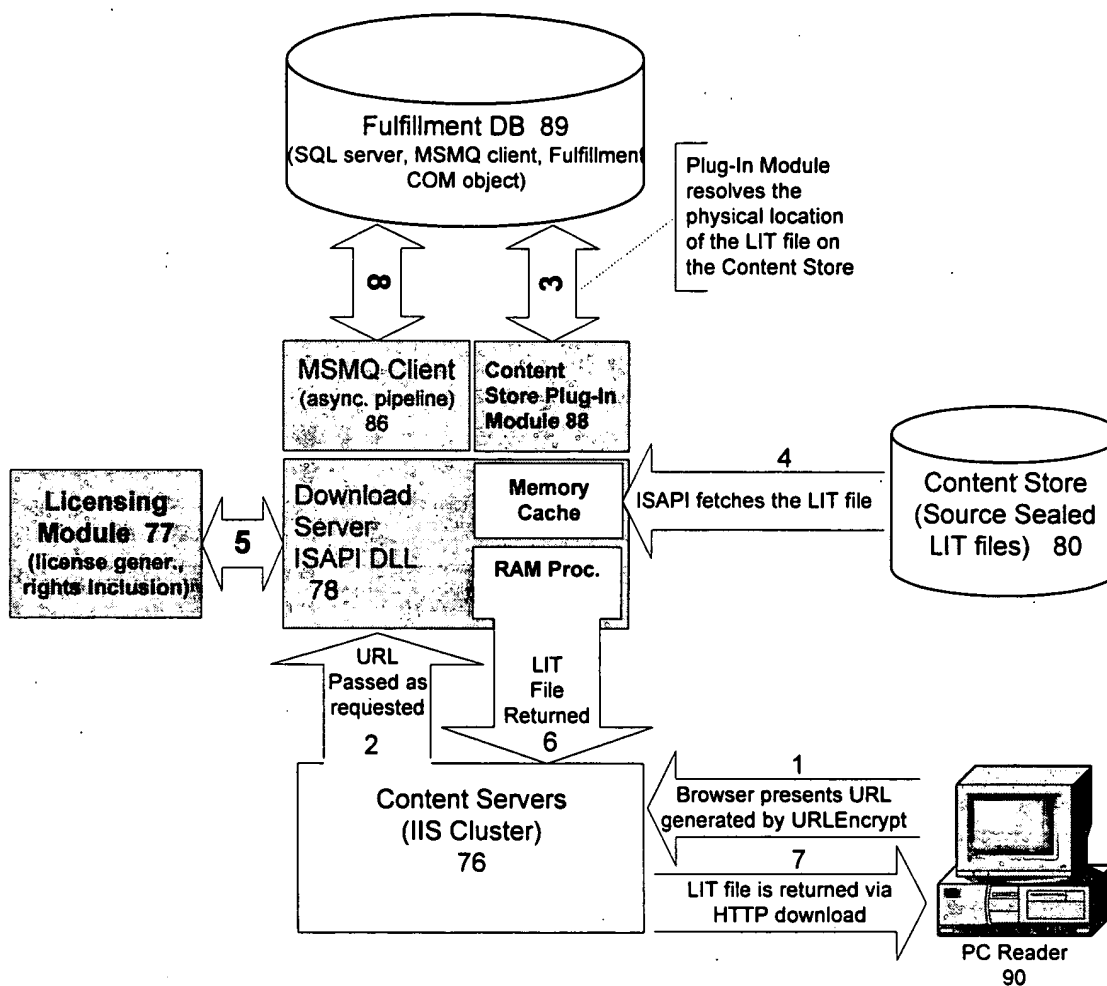 Fulfillment DB 89
(SQL server, MSMQ client, Fulfillment
COM object)
Plug-In Module
resolves the
physical location
of the LIT file on
the Content Store
8
3
MSMQ Client
(async. pipeline)
86
Content
Store Plug-In
Module 88
Licensing
Module 77
(license gener.,
rights inclusion)
5
Download
Server
ISAPI DLL
78
Memory
Cache
RAM Proc.
4
ISAPI fetches the LIT file
Content Store
(Source Sealed
LIT files) 80
URL
Passed as
requested
2
LIT
File
Returned
6
Content Servers
(IIS Cluster)
76
1
Browser presents URL
generated by URLEncrypt
7
LIT file is returned via
HTTP download
PC Reader
90